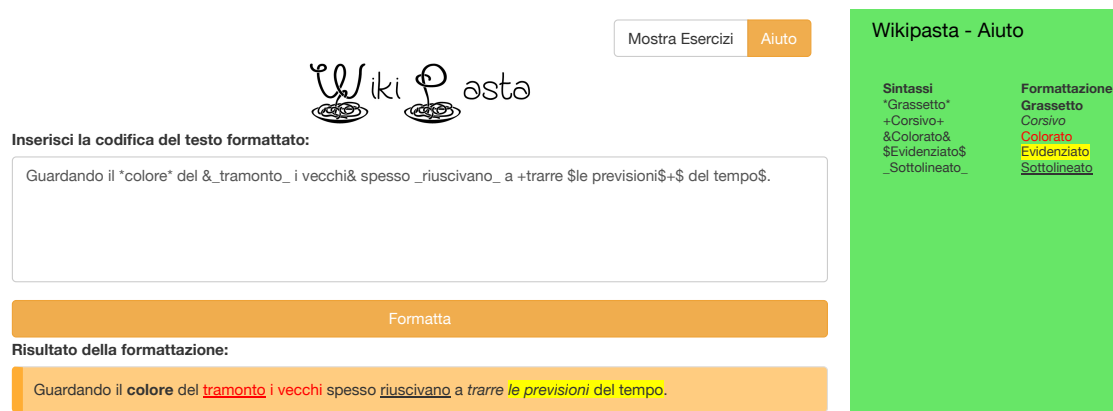 Mostra Esercizi Aiuto
Wiki Pasta
Inserisci la codifica del testo formattato:
Guardando il *colore* del &_tramonto_ i vecchi& spesso _riuscivano_ a +trarre $le previsioni$+$ del tempo$.
Formatta
Risultato della formattazione:
Guardando il colore del tramonto i vecchi spesso riuscivano a trarre le previsioni del tempo.
Wikipasta - Aiuto
Sintassi Formattazione
*Grassetto* Grassetto
+Corsivo+ Corsivo
&Colorato& Colorato
$Evidenziato$ Evidenziato
_Sottolineato_ Sottolineato